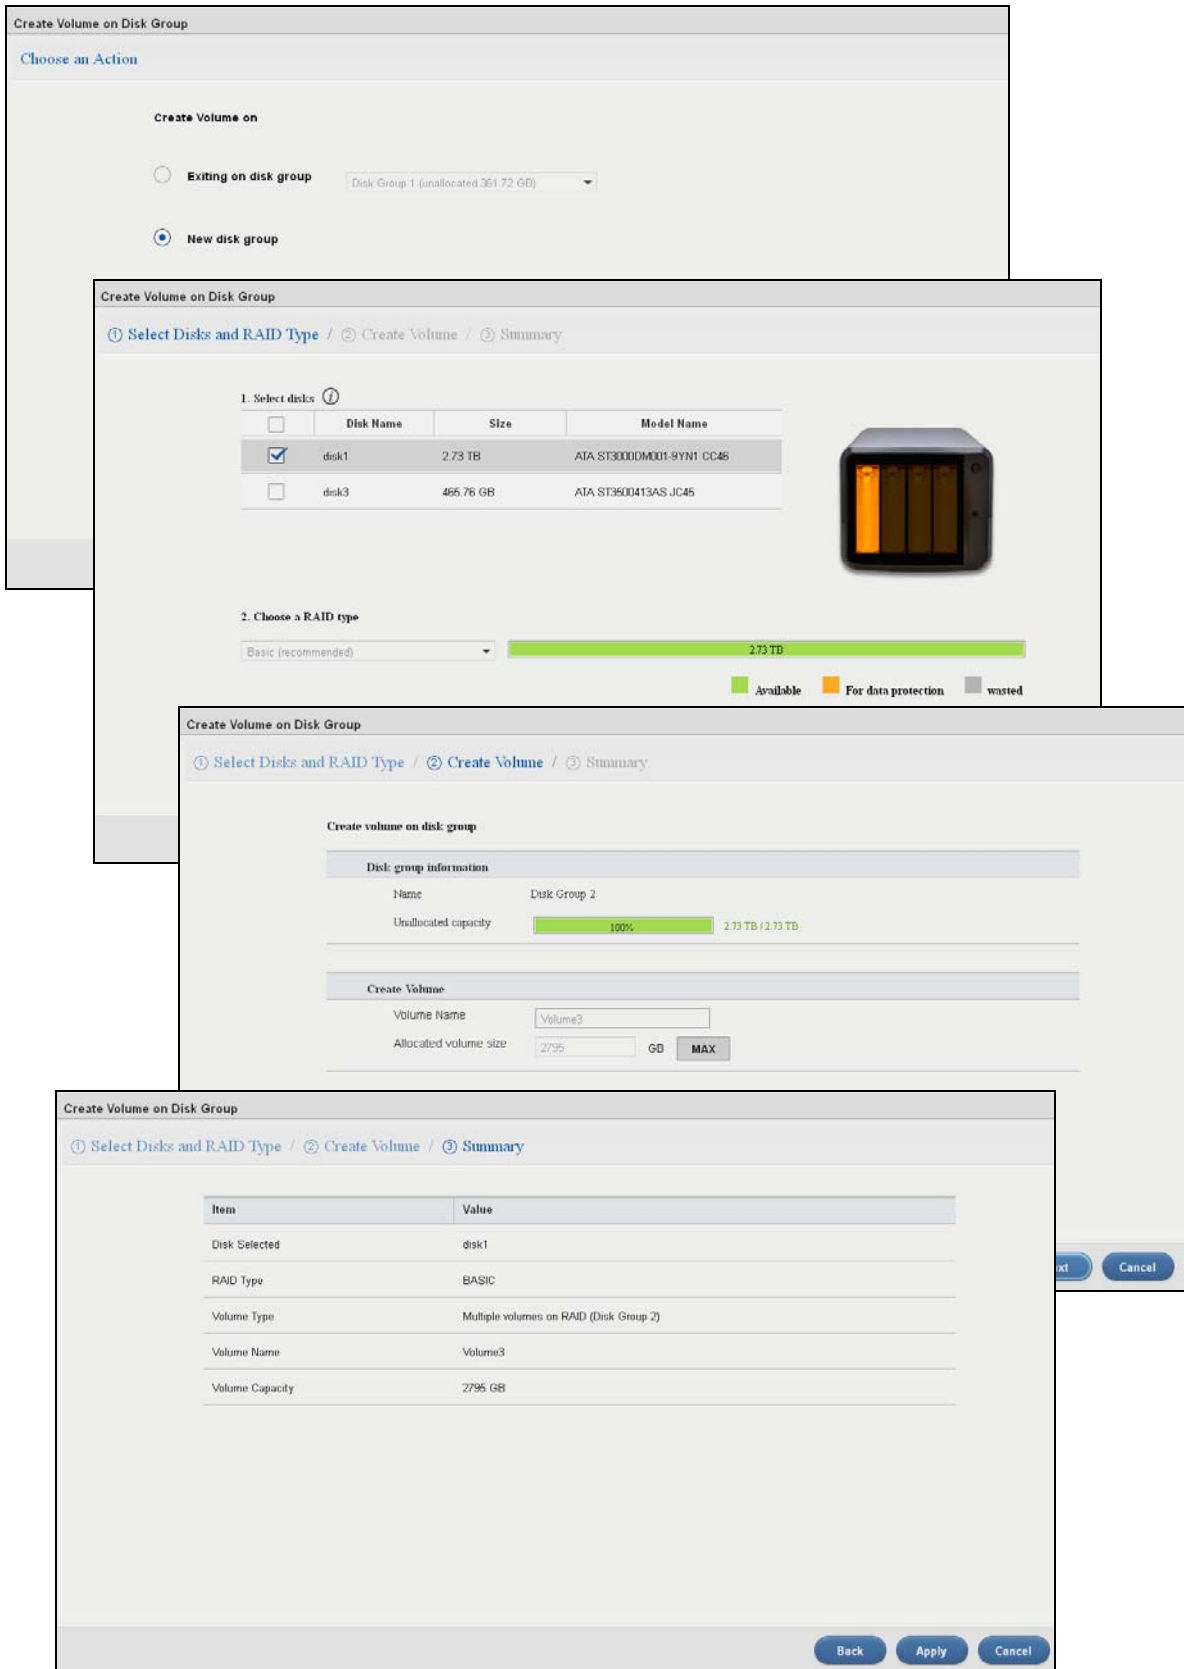 Create Volume on Disk Group
Choose an Action
Create Volume on
Exiting on disk group Disk Group 1 (unallocated 361.72 GB)
New disk group
Create Volume on Disk Group
① Select Disks and RAID Type / ② Create Volume / ③ Summary
1. Select disks i
Disk Name Size Model Name
disk1 2.73 TB ATA ST3000DM001-9YN1 CC46
disk3 465.76 GB ATA ST3500413AS JC45
2. Choose a RAID type
Basic (recommended) 2.73 TB
Available For data protection wasted
Create Volume on Disk Group
① Select Disks and RAID Type / ② Create Volume / ③ Summary
Create volume on disk group
Disk group information
Name Disk Group 2
Unallocated capacity 100% 2.73 TB / 2.73 TB
Create Volume
Volume Name Volume3
Allocated volume size 2795 GB MAX
Cancel
Create Volume on Disk Group
① Select Disks and RAID Type / ② Create Volume / ③ Summary
Item Value
Disk Selected disk1
RAID Type BASIC
Volume Type Multiple volumes on RAID (Disk Group 2)
Volume Name Volume3
Volume Capacity 2795 GB
Back Apply Cancel